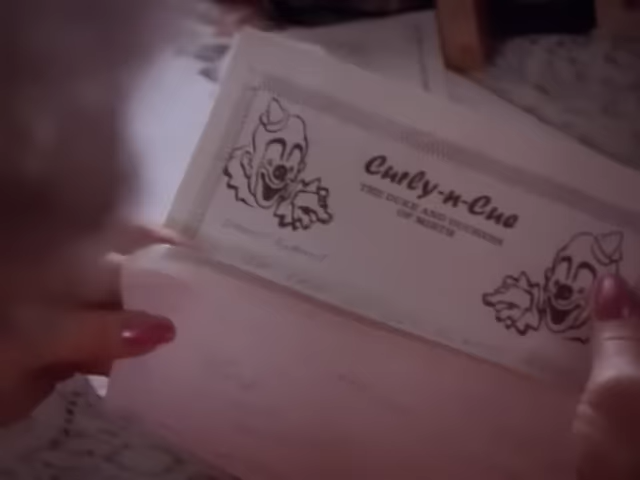 Curly-n-Cue
THE DUKE AND DUCHESS
OF MIRTH